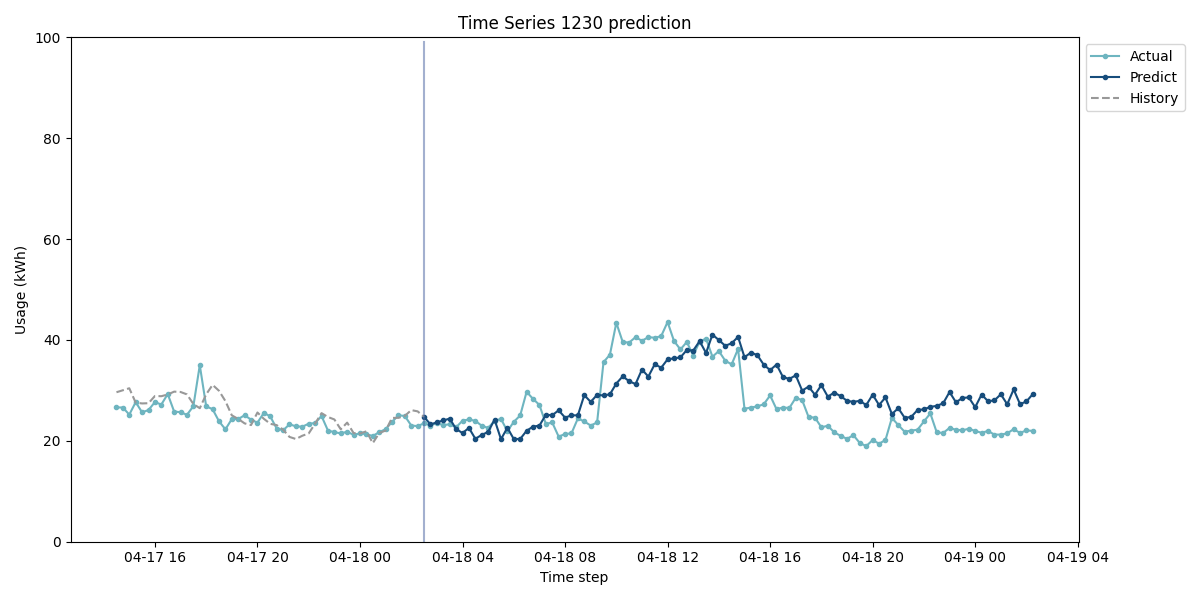 Time Series 1230 prediction
Usage (kWh)
100
80
60
40
20
0
04-17 16
04-17 20
04-18 00
04-18 04
04-18 08
04-18 12
04-18 16
04-18 20
04-19 00
04-19 04
Time step
Actual
Predict
History